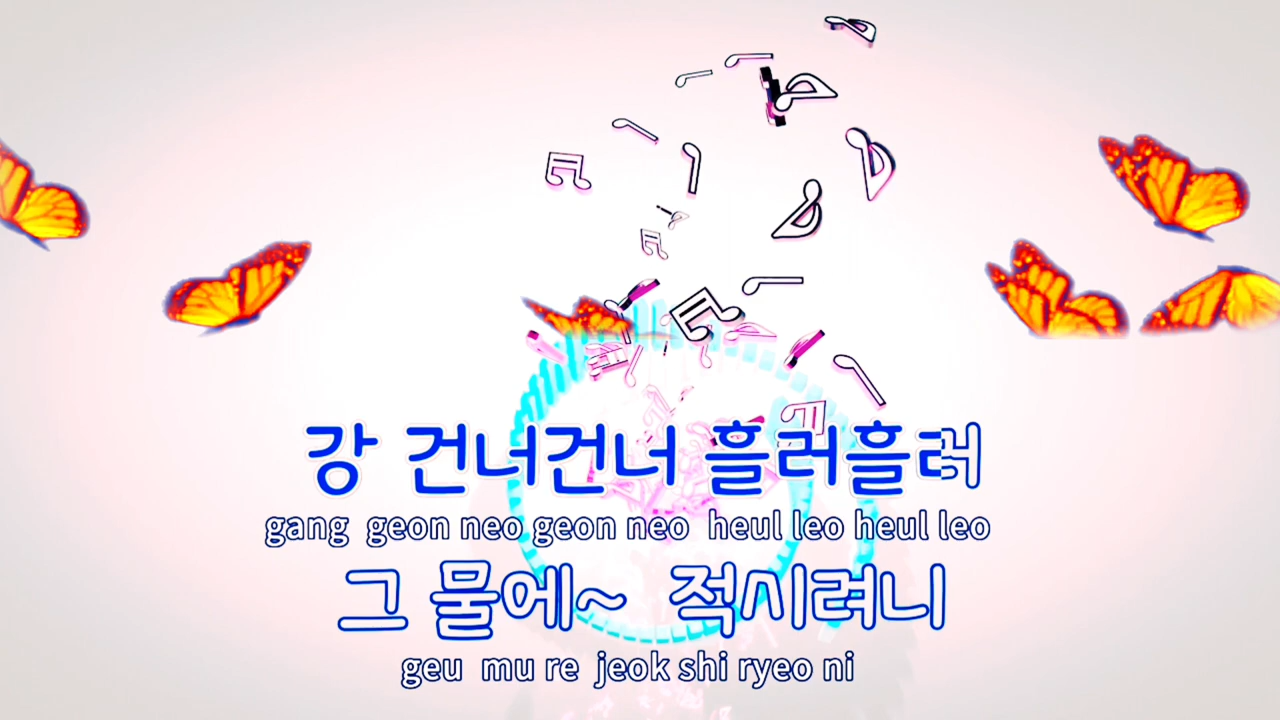 강 건너건너 흘러흘러
gang geon neo geon neo heul leo heul leo
그 물에~ 적시려니
geu mu re jeok shi ryeo ni